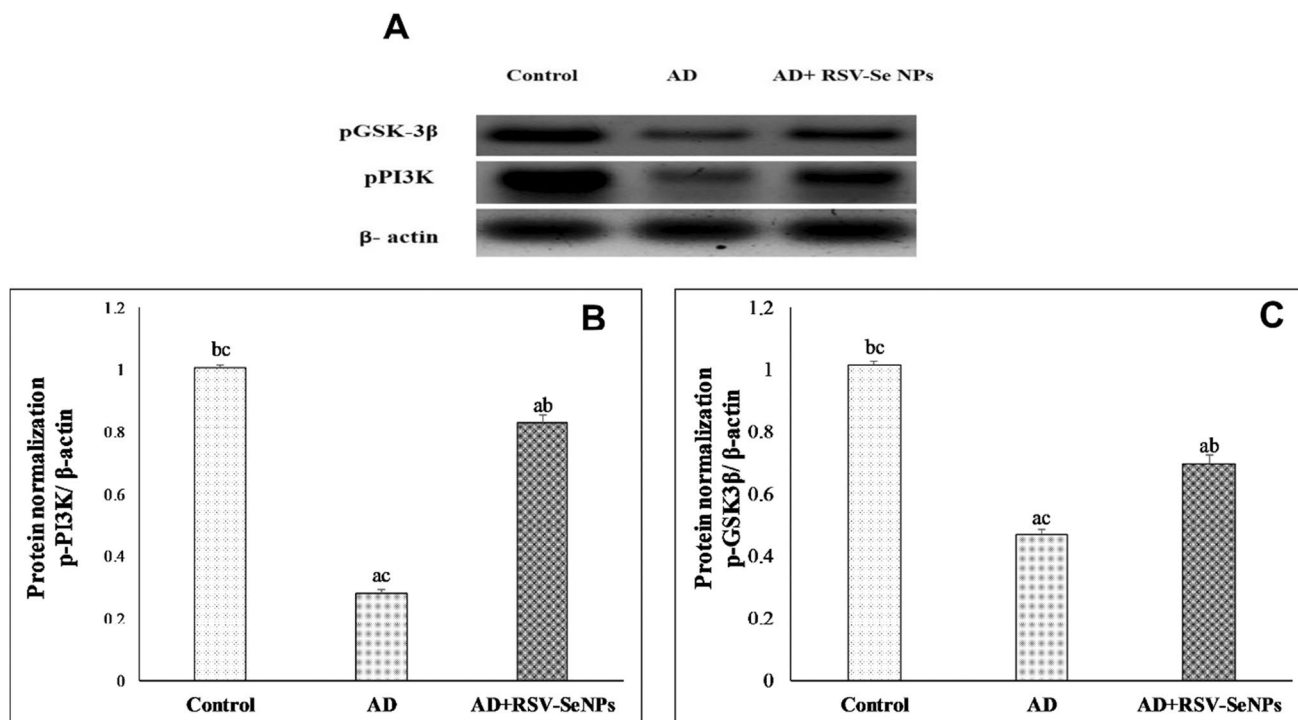 A
Control AD AD+ RSV-Se NPs
pGSK-3β
pPI3K
β- actin
B
Protein normalization
p-PI3K/ β-actin
1.2
1
0.8
0.6
0.4
0.2
0
bc
ac
ab
Control AD AD+RSV-SeNPs
C
Protein normalization
p-GSK3β/ β-actin
1.2
1
0.8
0.6
0.4
0.2
0
bc
ac
ab
Control AD AD+RSV-SeNPs